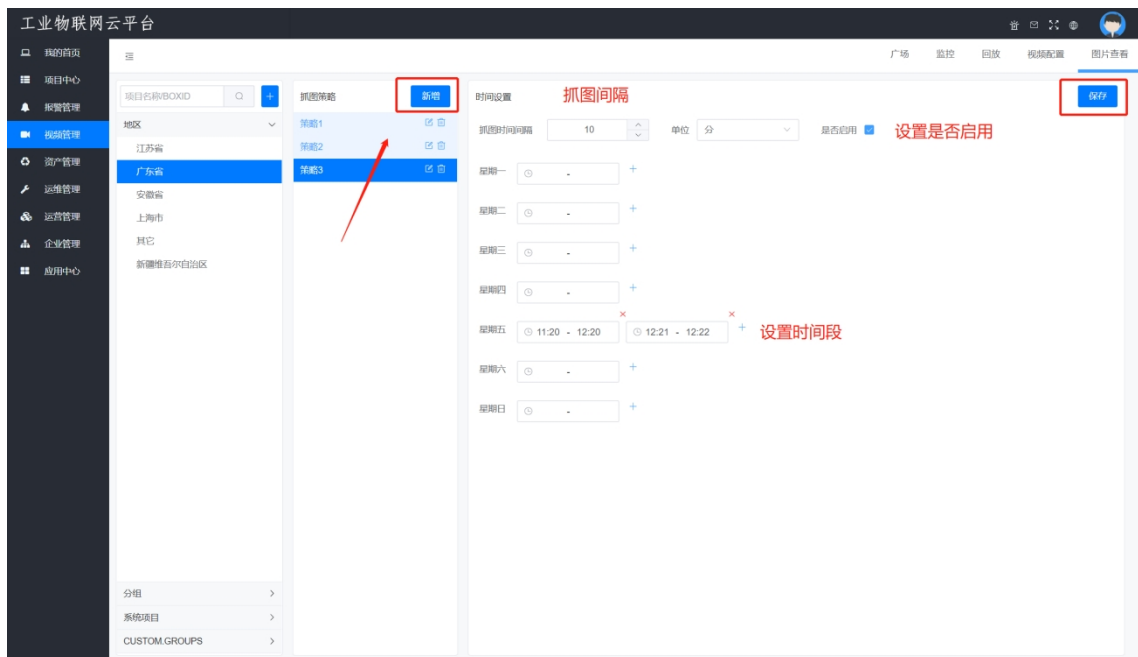 工业物联网云平台
我的首页
项目中心
报警管理
视频管理
资产管理
运维管理
运营管理
企业管理
应用中心
广场 监控 回放 视频配置 图片查看
项目名称/BOXID
地区
江苏省
广东省
安徽省
上海市
其它
新疆维吾尔自治区
分组
系统项目
CUSTOM.GROUPS
抓图策略 新增
策略1
策略2
策略3
时间设置 抓图间隔 保存
抓图时间间隔 10 单位 分 是否启用 设置是否启用
星期一 -
星期二 -
星期三 -
星期四 -
星期五 11:20 - 12:20 12:21 - 12:22 设置时间段
星期六 -
星期日 -